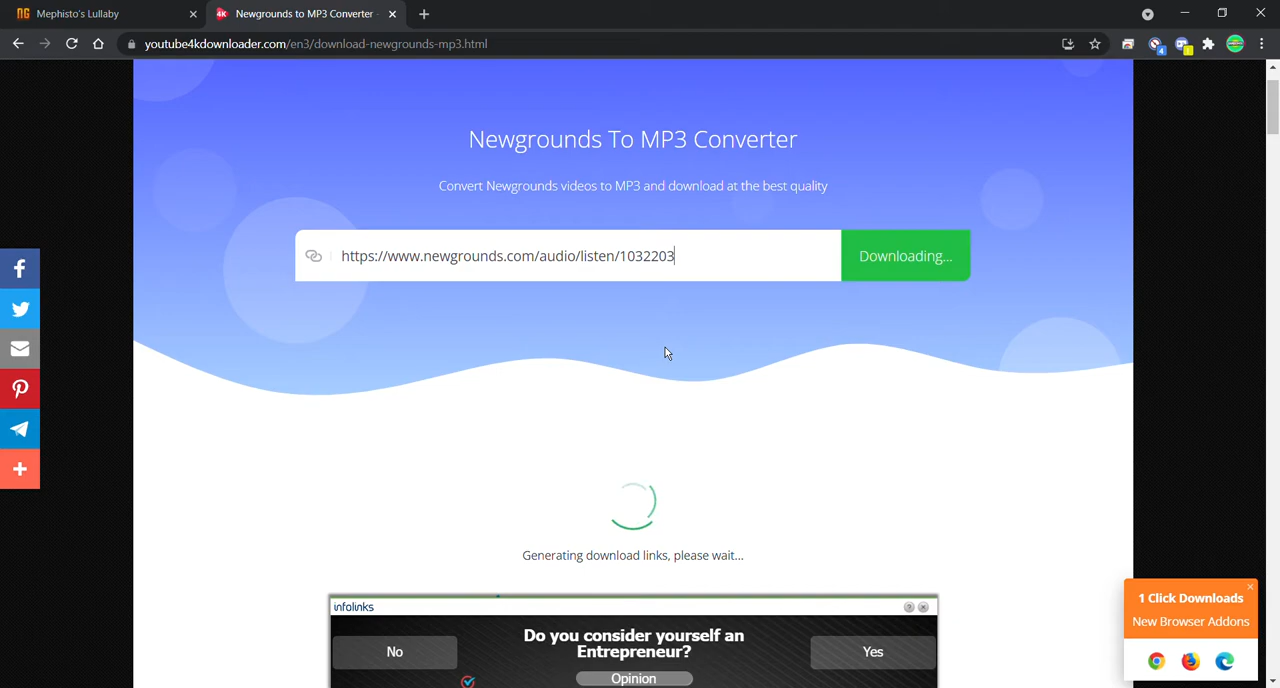 Mephisto's Lullaby
Newgrounds to MP3 Converter -
youtube4kdownloader.com/en3/download-newgrounds-mp3.html
4
1
Newgrounds To MP3 Converter
Convert Newgrounds videos to MP3 and download at the best quality
https://www.newgrounds.com/audio/listen/1032203
Downloading...
Generating download links, please wait...
infolinks
Do you consider yourself an
Entrepreneur?
No
Yes
Opinion
1 Click Downloads
New Browser Addons